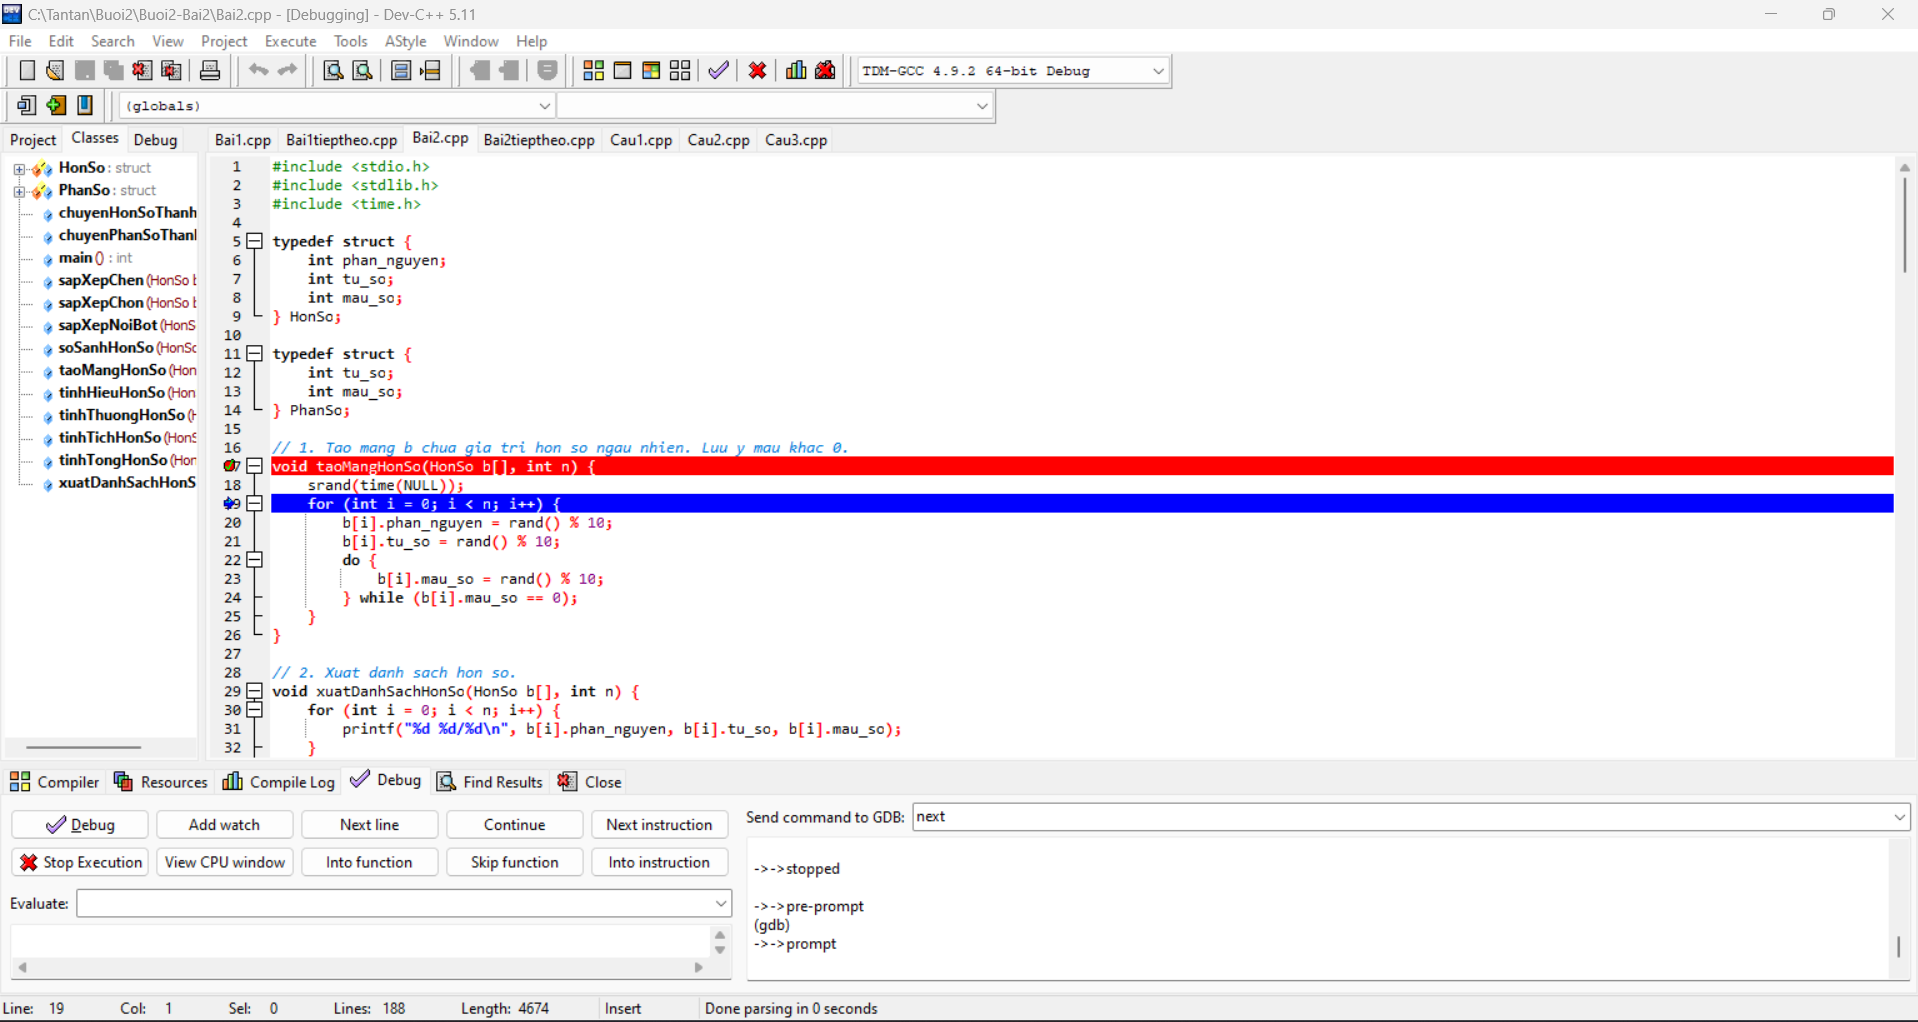 C:\Tantan\Buoi2\Buoi2-Bai2\Bai2.cpp - [Debugging] - Dev-C++ 5.11
File Edit Search View Project Execute Tools AStyle Window Help
TDM-GCC 4.9.2 64-bit Debug
(globals)
Project Classes Debug
Bai1.cpp Bai1tieptheo.cpp Bai2.cpp Bai2tieptheo.cpp Cau1.cpp Cau2.cpp Cau3.cpp
HonSo : struct
PhanSo : struct
chuyenHonSoThanh
chuyenPhanSoThanh
main () : int
sapXepChen (HonSo b
sapXepChon (HonSo b
sapXepNoiBot (HonS
soSanhHonSo (HonSo
taoMangHonSo (Hon
tinhHieuHonSo (Hon
tinhThuongHonSo (H
tinhTichHonSo (HonS
tinhTongHonSo (Hon
xuatDanhSachHonS
1 #include <stdio.h>
2 #include <stdlib.h>
3 #include <time.h>
4
5 typedef struct {
6 int phan_nguyen;
7 int tu_so;
8 int mau_so;
9 } HonSo;
10
11 typedef struct {
12 int tu_so;
13 int mau_so;
14 } PhanSo;
15
16 // 1. Tao mang b chua gia tri hon so ngau nhien. Luu y mau khac 0.
7 void taoMangHonSo(HonSo b[], int n) {
18 srand(time(NULL));
9 for (int i = 0; i < n; i++) {
20 b[i].phan_nguyen = rand() % 10;
21 b[i].tu_so = rand() % 10;
22 do {
23 b[i].mau_so = rand() % 10;
24 } while (b[i].mau_so == 0);
25 }
26 }
27
28 // 2. Xuat danh sach hon so.
29 void xuatDanhSachHonSo(HonSo b[], int n) {
30 for (int i = 0; i < n; i++) {
31 printf("%d %d/%d\n", b[i].phan_nguyen, b[i].tu_so, b[i].mau_so);
32 }
Compiler Resources Compile Log Debug Find Results Close
Debug Add watch Next line Continue Next instruction
Stop Execution View CPU window Into function Skip function Into instruction
Evaluate:
Send command to GDB: next
->->stopped
->->pre-prompt
(gdb)
->->prompt
Line: 19 Col: 1 Sel: 0 Lines: 188 Length: 4674 Insert Done parsing in 0 seconds